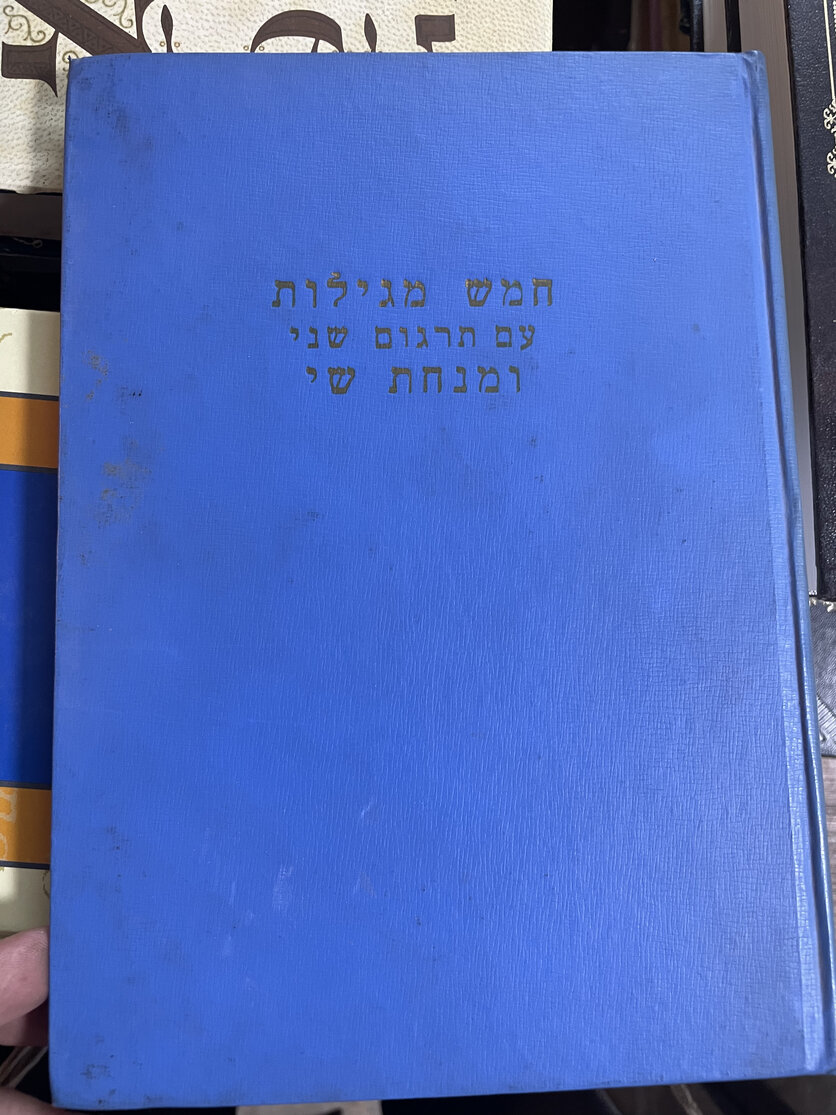 חמש מגילות
עם תרגום שני
ומנחת שי